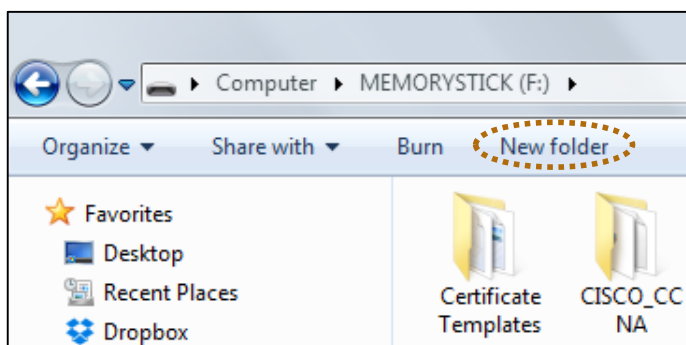 Computer MEMORYSTICK (F:)
Organize Share with Burn New folder
Favorites
Desktop
Recent Places
Dropbox
Certificate
Templates
CISCO_CC
NA